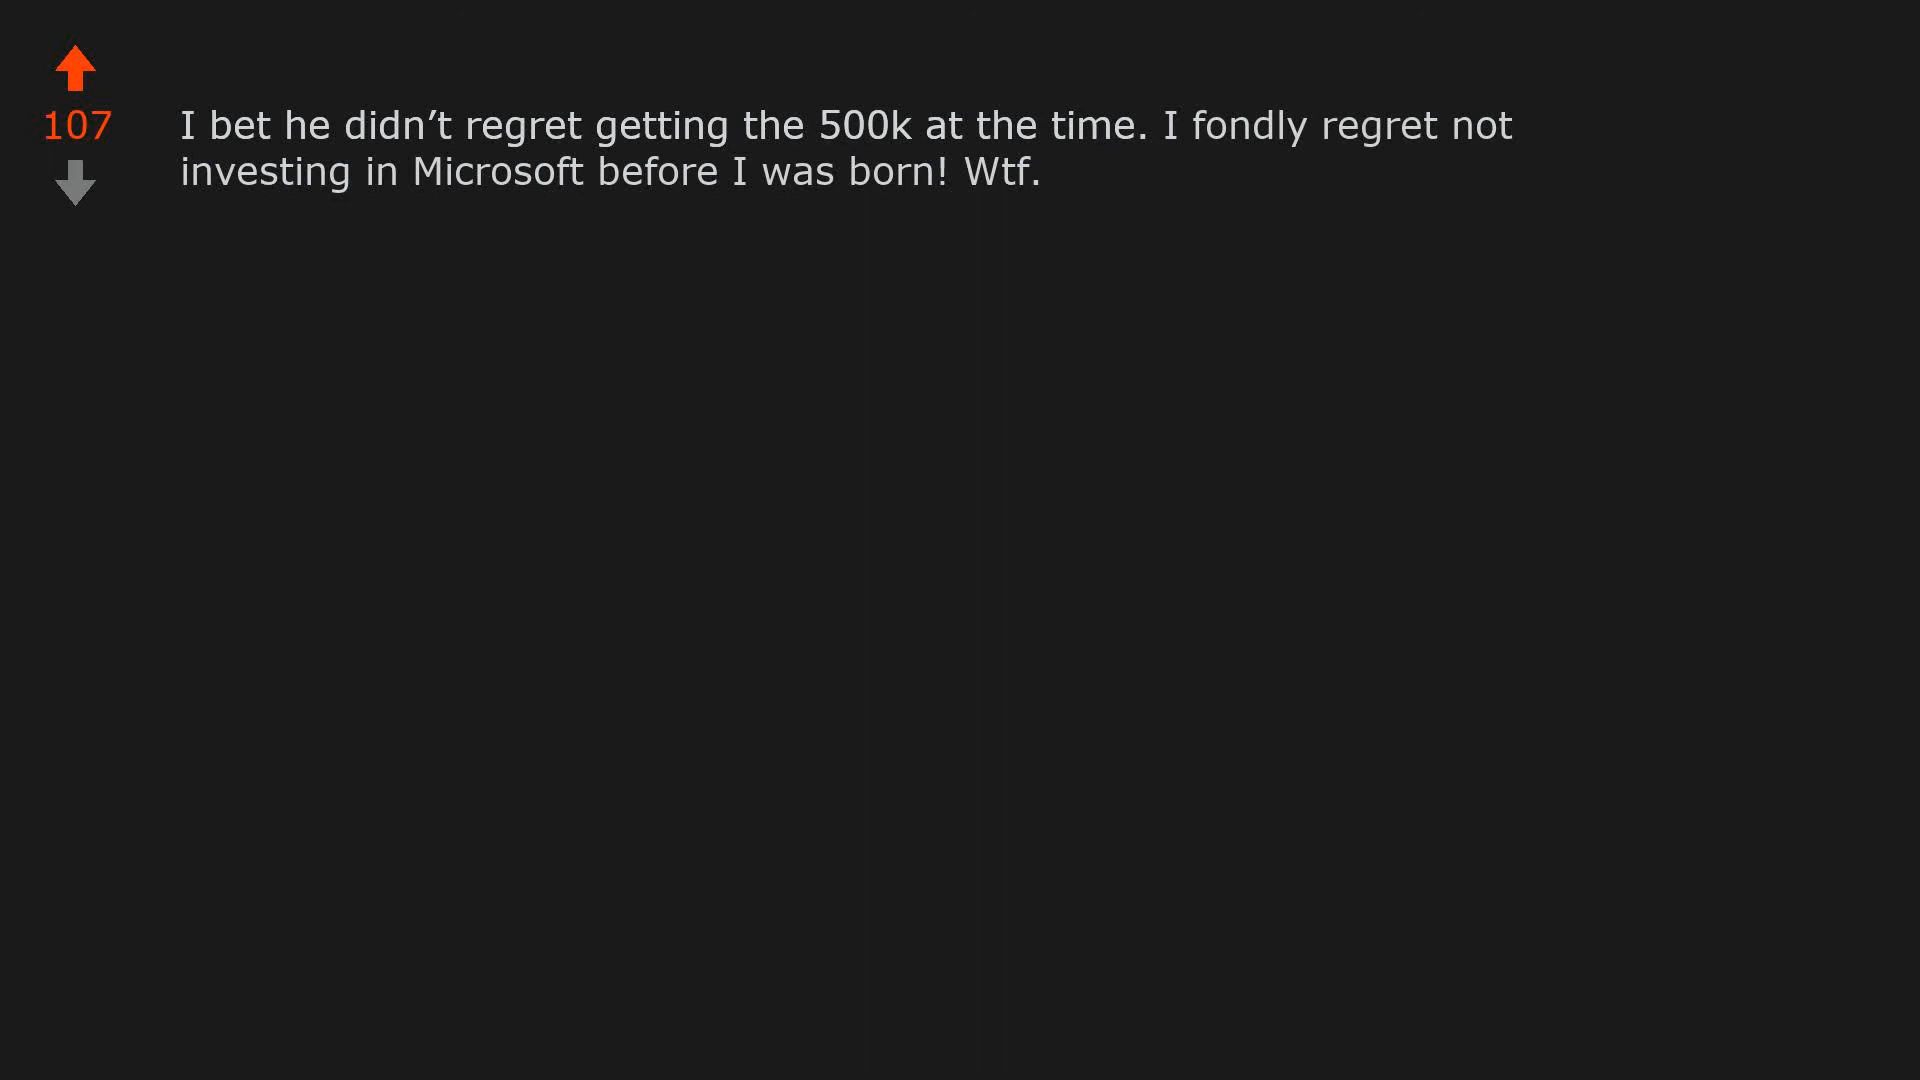 107
I bet he didn’t regret getting the 500k at the time. I fondly regret not
investing in Microsoft before I was born! Wtf.